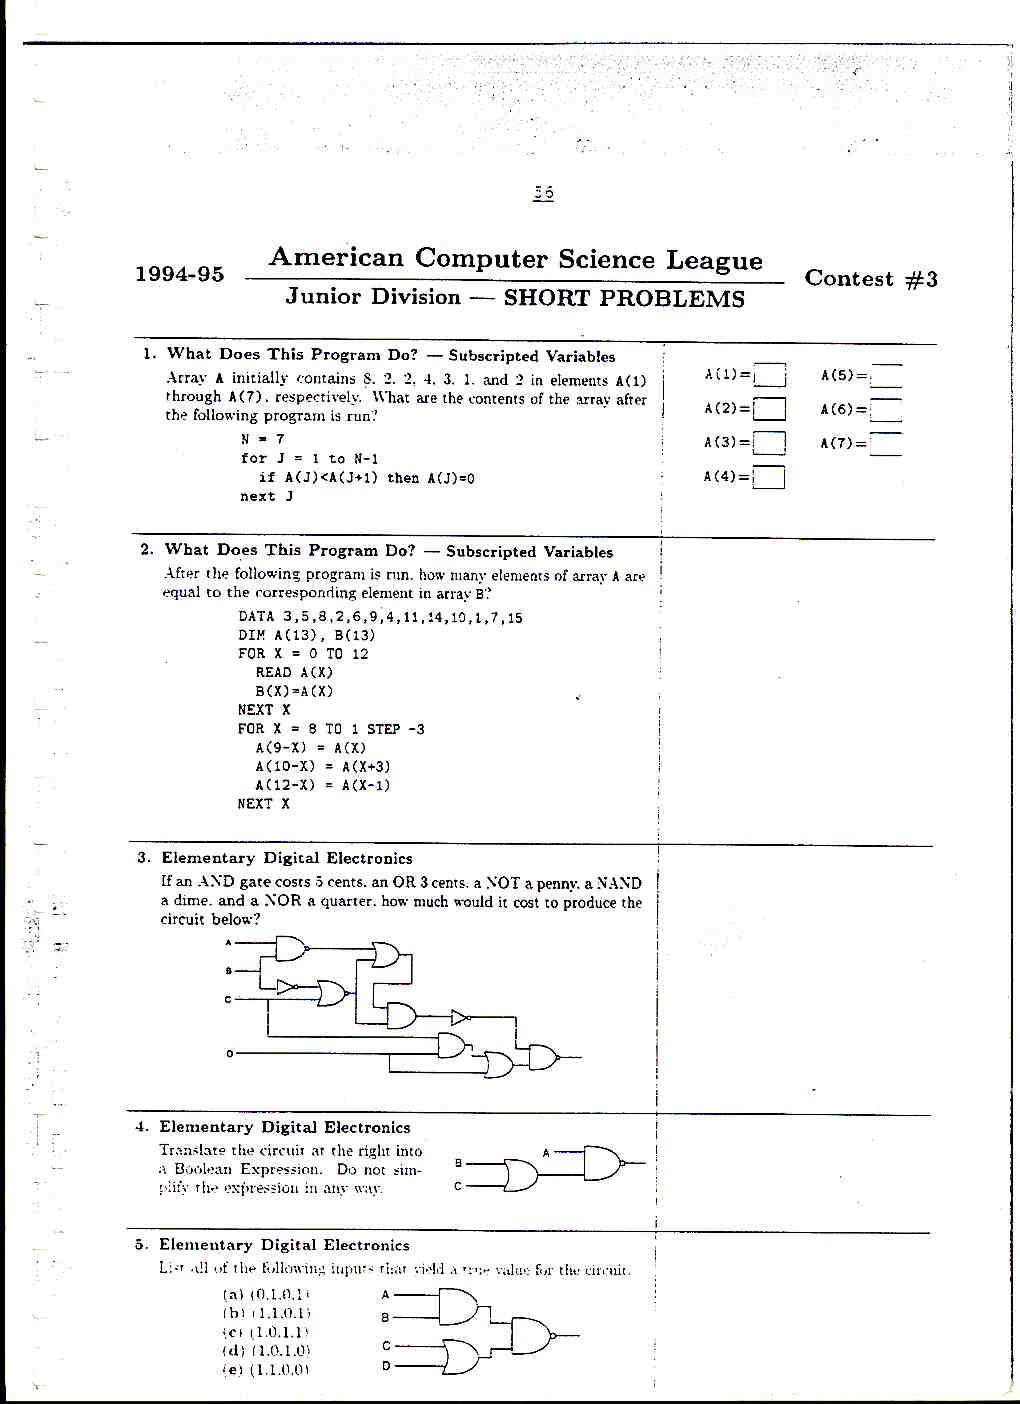 56
American Computer Science League
1994-95
Contest #3
Junior Division — SHORT PROBLEMS
1. What Does This Program Do? — Subscripted Variables
Array A initially contains 8, 2, 2, 4, 3, 1, and 2 in elements A(1)
through A(7), respectively. What are the contents of the array after
the following program is run?
N = 7
for J = 1 to N-1
if A(J)<A(J+1) then A(J)=0
next J
A(1)= A(5)=
A(2)= A(6)=
A(3)= A(7)=
A(4)=
2. What Does This Program Do? — Subscripted Variables
After the following program is run, how many elements of array A are
equal to the corresponding element in array B?
DATA 3,5,8,2,6,9,4,11,14,10,1,7,15
DIM A(13), B(13)
FOR X = 0 TO 12
READ A(X)
B(X)=A(X)
NEXT X
FOR X = 8 TO 1 STEP -3
A(9-X) = A(X)
A(10-X) = A(X+3)
A(12-X) = A(X-1)
NEXT X
3. Elementary Digital Electronics
If an AND gate costs 5 cents, an OR 3 cents, a NOT a penny, a NAND
a dime, and a NOR a quarter, how much would it cost to produce the
circuit below?
A
B
C
D
4. Elementary Digital Electronics
Translate the circuit at the right into
a Boolean Expression. Do not sim-
plify the expression in any way.
A
B
C
5. Elementary Digital Electronics
List all of the following inputs that yield a true value for the circuit.
(a) (0,1,0,1)
(b) (1,1,0,1)
(c) (1,0,1,1)
(d) (1,0,1,0)
(e) (1,1,0,0)
A
B
C
D